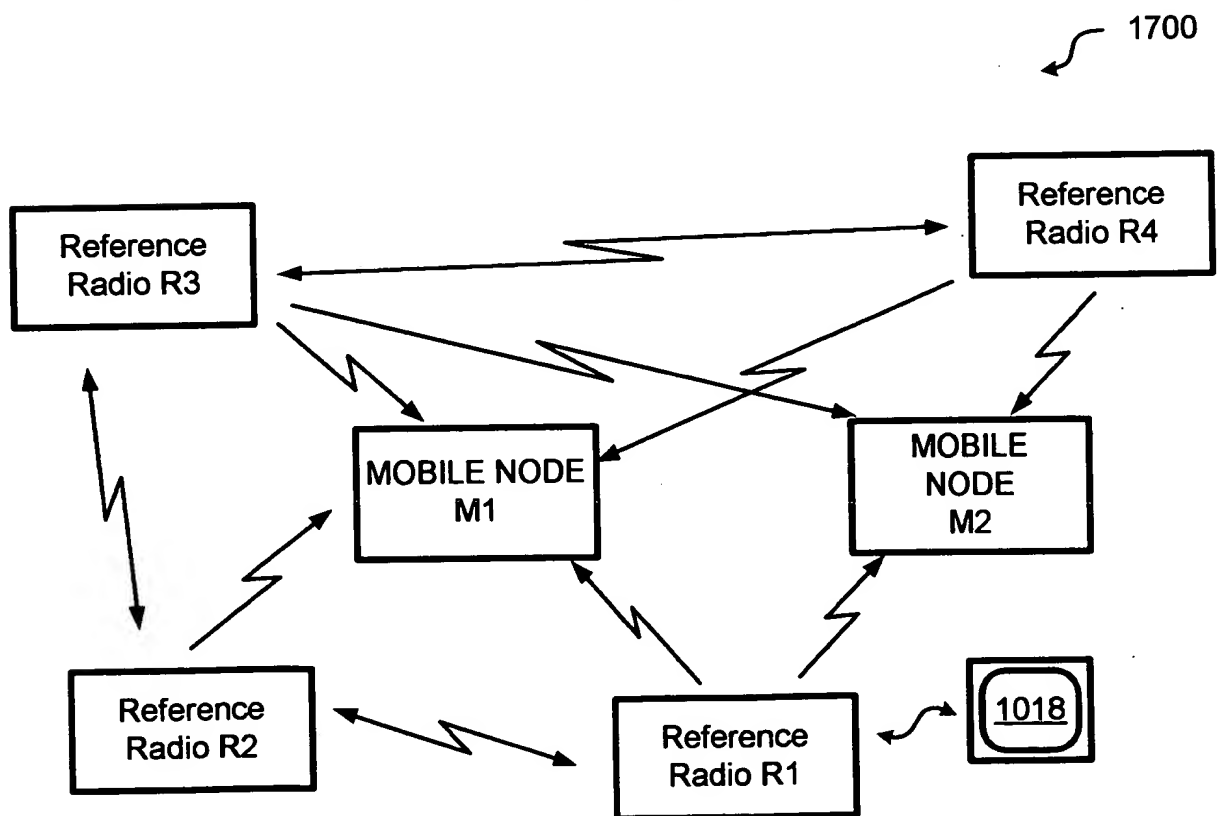 1700
Reference
Radio R4
Reference
Radio R3
MOBILE NODE
M1
MOBILE
NODE
M2
Reference
Radio R2
Reference
Radio R1
1018